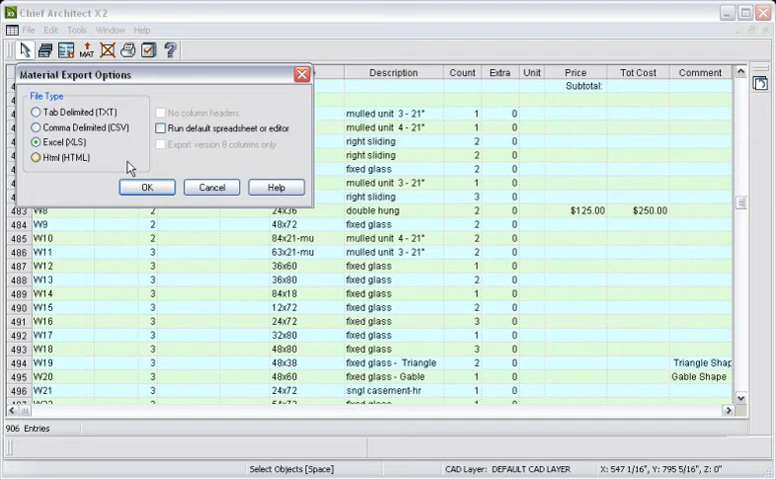 Chief Architect X2
File Edit Tools Window Help
Description Count Extra Unit Price Tot Cost Comment
Subtotal:
Material Export Options
File Type
Tab Delimited (TXT)
Comma Delimited (CSV)
Excel (XLS)
Html (HTML)
No column headers
Run default spreadsheet or editor
Export version 8 columns only
OK Cancel Help
mulled unit 3 - 21" 1 0
mulled unit 4 - 21" 1 0
right sliding 2 0
right sliding 2 0
fixed glass 2 0
mulled unit 3 - 21" 1 0
right sliding 3 0
483 W8 2 24x36 double hung 2 0 $125.00 $250.00
484 W9 2 48x72 fixed glass 2 0
485 W10 2 84x21-mu mulled unit 4 - 21" 2 0
486 W11 3 63x21-mu mulled unit 3 - 21" 2 0
487 W12 3 36x60 fixed glass 1 0
488 W13 3 36x80 fixed glass 2 0
489 W14 3 84x18 fixed glass 1 0
490 W15 3 12x72 fixed glass 2 0
491 W16 3 24x72 fixed glass 3 0
492 W17 3 32x80 fixed glass 1 0
493 W18 3 48x80 fixed glass 3 0
494 W19 3 48x38 fixed glass - Triangle 2 0 Triangle Shap
495 W20 3 48x60 fixed glass - Gable 1 0 Gable Shape
496 W21 3 24x72 sngl casement-hr 1 0
906 Entries
Select Objects [Space] CAD Layer: DEFAULT CAD LAYER X: 547 1/16", Y: 795 5/16", Z: 0"